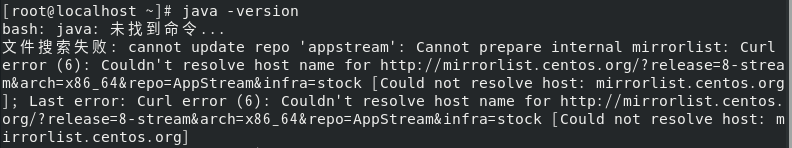 [root@localhost ~]# java -version
bash: java: 未找到命令...
文件搜索失败: cannot update repo 'appstream': Cannot prepare internal mirrorlist: Curl
error (6): Couldn't resolve host name for http://mirrorlist.centos.org/?release=8-strea
m&arch=x86_64&repo=AppStream&infra=stock [Could not resolve host: mirrorlist.centos.org
]; Last error: Curl error (6): Couldn't resolve host name for http://mirrorlist.centos.
org/?release=8-stream&arch=x86_64&repo=AppStream&infra=stock [Could not resolve host: m
irrorlist.centos.org]